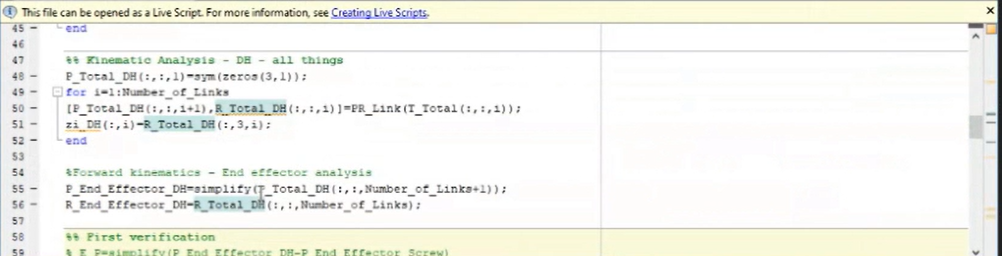 This file can be opened as a Live Script. For more information, see Creating Live Scripts.
45 - end
46
47 %% Kinematic Analysis - DH - all things
48 - P_Total_DH(:,:,1)=sym(zeros(3,1));
49 - for i=1:Number_of_Links
50 - [P_Total_DH(:,:,i+1),R_Total_DH(:,:,i)]=PR_Link(T_Total(:,:,i));
51 - zi_DH(:,i)=R_Total_DH(:,3,i);
52 - end
53
54 %Forward kinematics - End effector analysis
55 - P_End_Effector_DH=simplify(P_Total_DH(:,:,Number_of_Links+1));
56 - R_End_Effector_DH=R_Total_DH(:,:,Number_of_Links);
57
58 %% First verification
59 % E_P=simplify(P_End_Effector_DH-P_End_Effector_Screw)